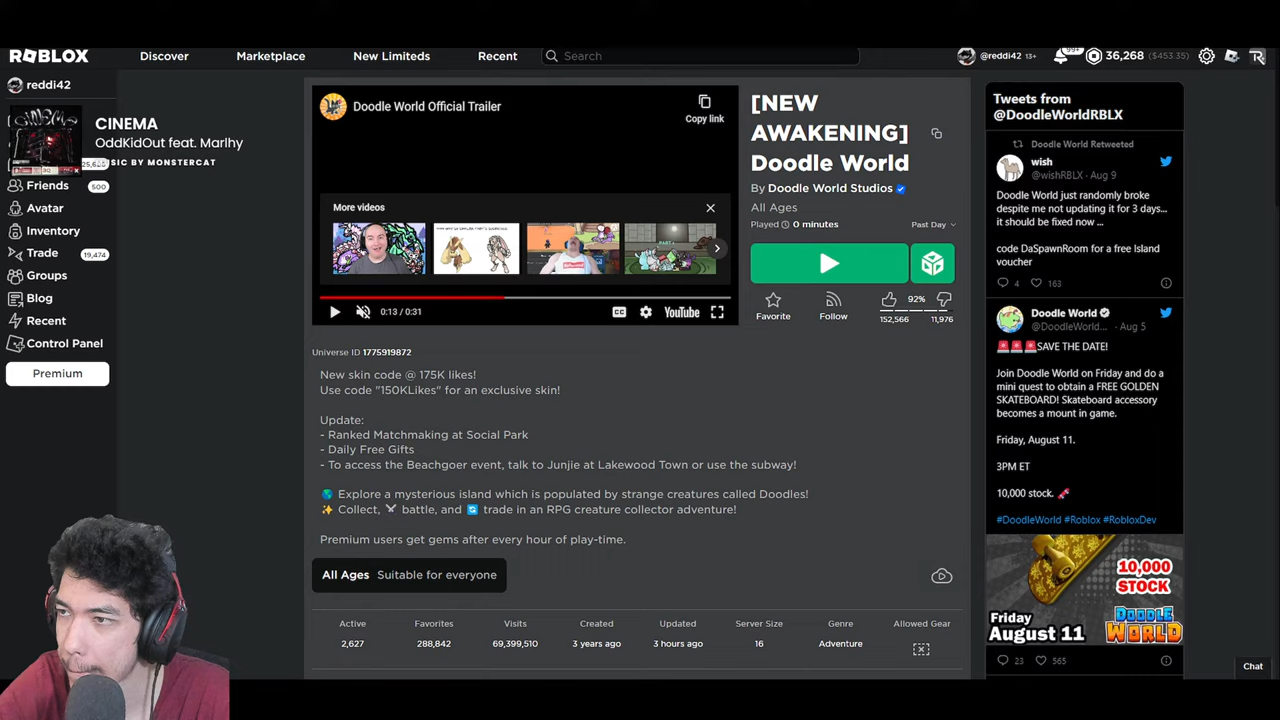 ROBLOX
Discover
Marketplace
New Limiteds
Recent
Search
@reddi42 13+
99+
36,268 ($453.35)
reddi42
CINEMA
OddKidOut feat. Marlhy
MUSIC BY MONSTERCAT
Friends 500
Avatar
Inventory
Trade 19,474
Groups
Blog
Recent
Control Panel
Premium
Doodle World Official Trailer
Copy link
More videos
0:13 / 0:31
CC
YouTube
[NEW
AWAKENING]
Doodle World
By Doodle World Studios
All Ages
Played 0 minutes
Past Day
Favorite
Follow
92%
152,566
11,976
Universe ID 1775919872
New skin code @ 175K likes!
Use code "150KLikes" for an exclusive skin!
Update:
- Ranked Matchmaking at Social Park
- Daily Free Gifts
- To access the Beachgoer event, talk to Junjie at Lakewood Town or use the subway!
🌎 Explore a mysterious island which is populated by strange creatures called Doodles!
✨ Collect, ⚔ battle, and 🔄 trade in an RPG creature collector adventure!
Premium users get gems after every hour of play-time.
All Ages Suitable for everyone
Active
Favorites
Visits
Created
Updated
Server Size
Genre
Allowed Gear
2,627
288,842
69,399,510
3 years ago
3 hours ago
16
Adventure
Tweets from
@DoodleWorldRBLX
Doodle World Retweeted
wish
@wishRBLX · Aug 9
Doodle World just randomly broke
despite me not updating it for 3 days...
it should be fixed now ...
code DaSpawnRoom for a free Island
voucher
4
163
Doodle World
@DoodleWorld... · Aug 5
🚨🚨🚨SAVE THE DATE!
Join Doodle World on Friday and do a
mini quest to obtain a FREE GOLDEN
SKATEBOARD! Skateboard accessory
becomes a mount in game.
Friday, August 11.
3PM ET
10,000 stock. 🧨
#DoodleWorld #Roblox #RobloxDev
10,000
STOCK
Friday
August 11
DOODLE
WORLD
23
565
Chat